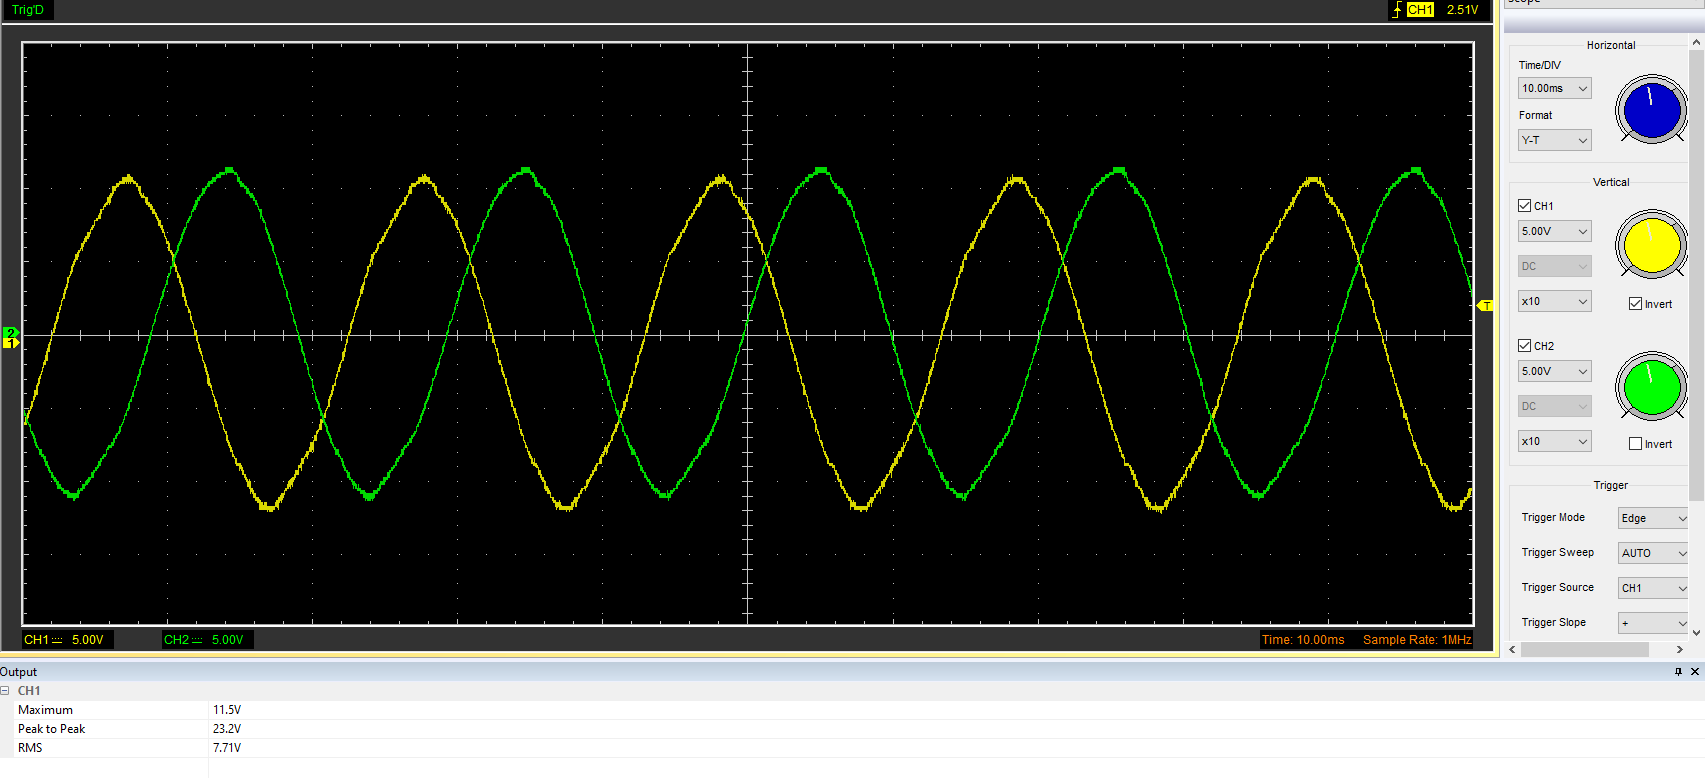 Trig'D
CH1 2.51V
Horizontal
Time/DIV
10.00ms
Format
Y-T
Vertical
CH1
5.00V
DC
x10
Invert
CH2
5.00V
DC
x10
Invert
Trigger
Trigger Mode Edge
Trigger Sweep AUTO
Trigger Source CH1
Trigger Slope +
2
1
T
CH1 5.00V CH2 5.00V Time: 10.00ms Sample Rate: 1MHz
Output
CH1
Maximum 11.5V
Peak to Peak 23.2V
RMS 7.71V